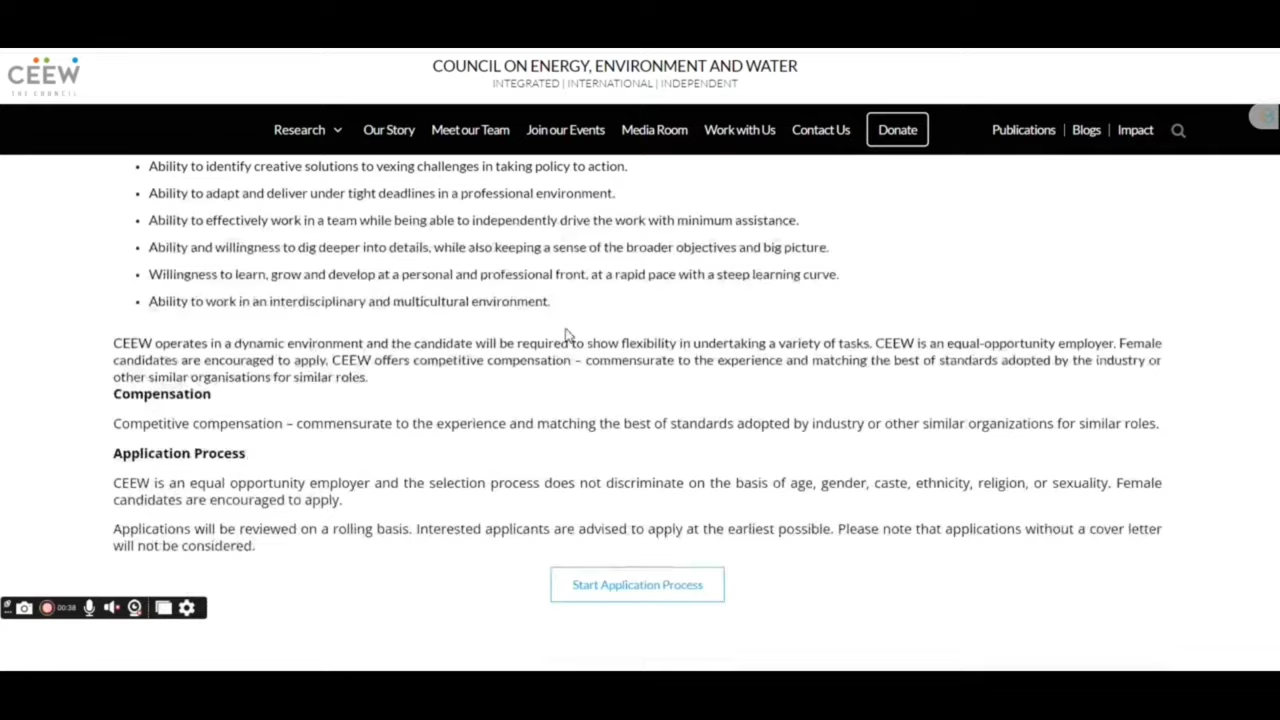 CEEW
THE COUNCIL
COUNCIL ON ENERGY, ENVIRONMENT AND WATER
INTEGRATED | INTERNATIONAL | INDEPENDENT
Research Our Story Meet our Team Join our Events Media Room Work with Us Contact Us Donate Publications | Blogs | Impact
• Ability to identify creative solutions to vexing challenges in taking policy to action.
• Ability to adapt and deliver under tight deadlines in a professional environment.
• Ability to effectively work in a team while being able to independently drive the work with minimum assistance.
• Ability and willingness to dig deeper into details, while also keeping a sense of the broader objectives and big picture.
• Willingness to learn, grow and develop at a personal and professional front, at a rapid pace with a steep learning curve.
• Ability to work in an interdisciplinary and multicultural environment.
CEEW operates in a dynamic environment and the candidate will be required to show flexibility in undertaking a variety of tasks. CEEW is an equal-opportunity employer. Female
candidates are encouraged to apply. CEEW offers competitive compensation – commensurate to the experience and matching the best of standards adopted by the industry or
other similar organisations for similar roles.
Compensation
Competitive compensation – commensurate to the experience and matching the best of standards adopted by industry or other similar organizations for similar roles.
Application Process
CEEW is an equal opportunity employer and the selection process does not discriminate on the basis of age, gender, caste, ethnicity, religion, or sexuality. Female
candidates are encouraged to apply.
Applications will be reviewed on a rolling basis. Interested applicants are advised to apply at the earliest possible. Please note that applications without a cover letter
will not be considered.
Start Application Process
00:38